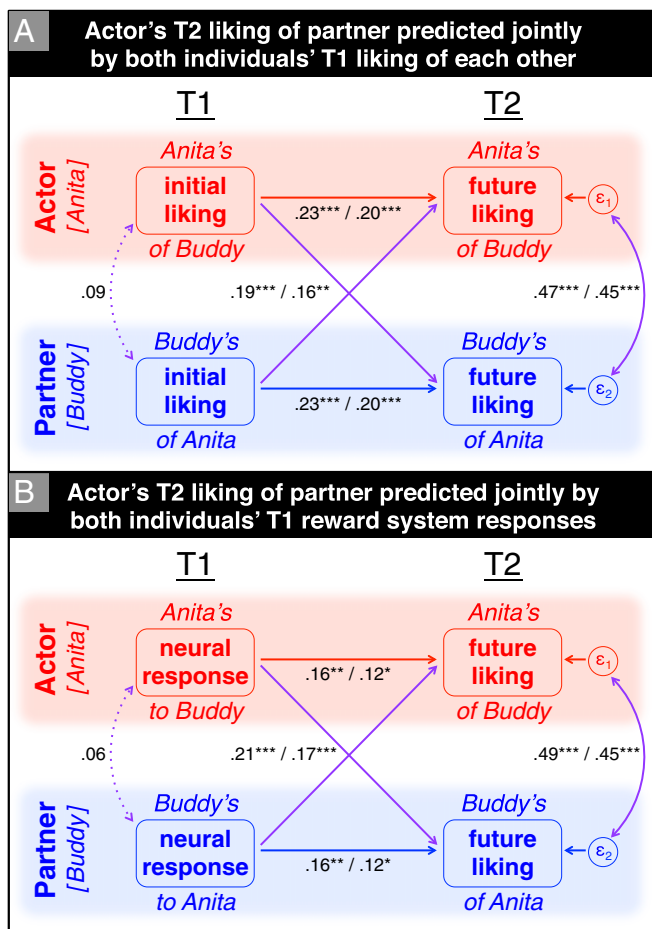 A
Actor's T2 liking of partner predicted jointly
by both individuals' T1 liking of each other
T1
T2
Actor
[Anita]
Anita's
initial
liking
of Buddy
.23*** / .20***
Anita's
future
liking
of Buddy
ε1
.09
.19*** / .16**
.47*** / .45***
Partner
[Buddy]
Buddy's
initial
liking
of Anita
.23*** / .20***
Buddy's
future
liking
of Anita
ε2
B
Actor's T2 liking of partner predicted jointly by
both individuals' T1 reward system responses
T1
T2
Actor
[Anita]
Anita's
neural
response
to Buddy
.16** / .12*
Anita's
future
liking
of Buddy
ε1
.06
.21*** / .17***
.49*** / .45***
Partner
[Buddy]
Buddy's
neural
response
to Anita
.16** / .12*
Buddy's
future
liking
of Anita
ε2